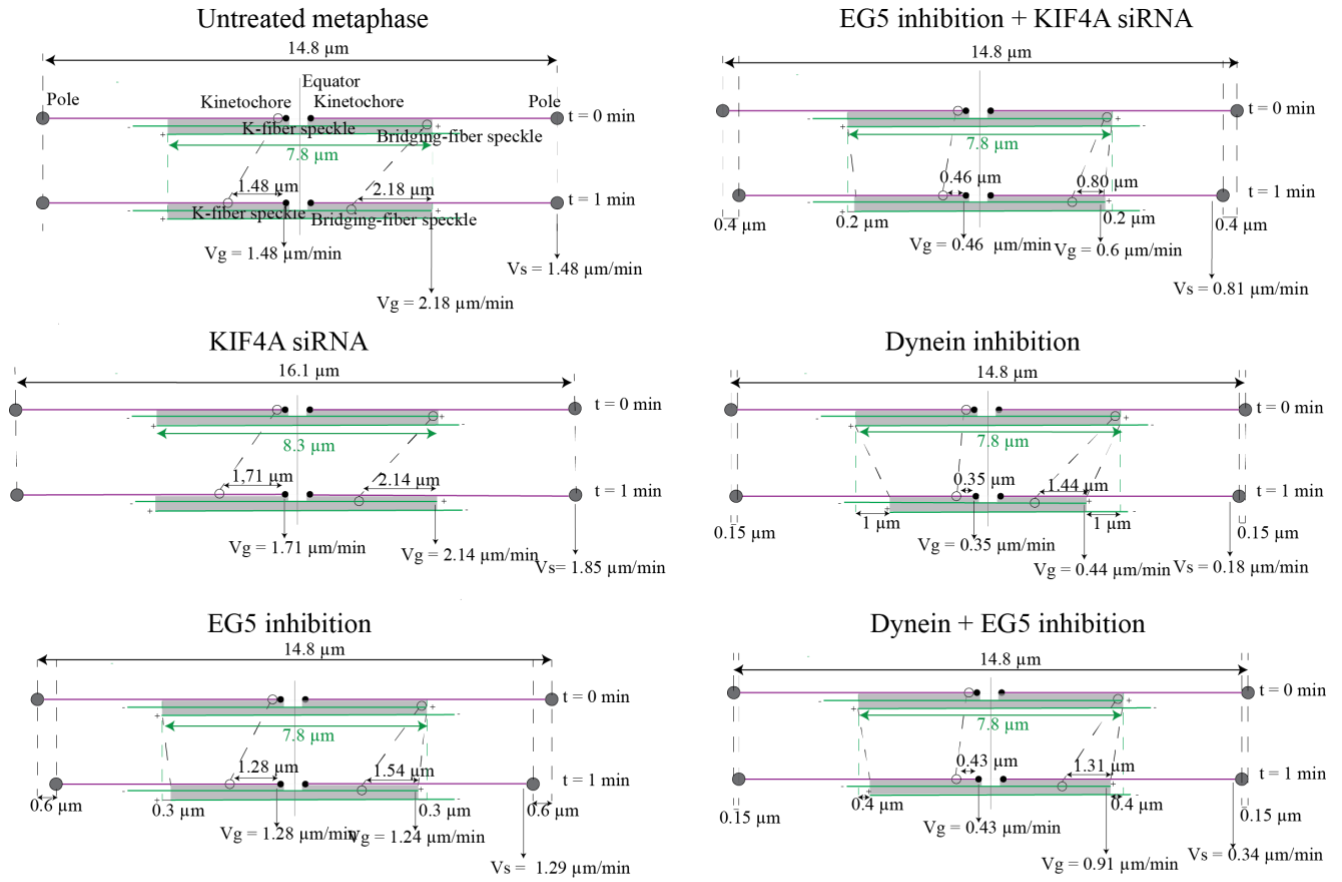 Untreated metaphase
14.8 µm
Equator
Pole
Kinetochore
Kinetochore
Pole
t = 0 min
K-fiber speckle
Bridging-fiber speckle
- +
+ -
7.8 µm
1.48 µm
2.18 µm
t = 1 min
K-fiber speckle
Bridging-fiber speckle
Vg = 1.48 µm/min
Vs = 1.48 µm/min
Vg = 2.18 µm/min
EG5 inhibition + KIF4A siRNA
14.8 µm
t = 0 min
- +
+ -
7.8 µm
0.46 µm
0.80 µm
t = 1 min
0.4 µm
0.2 µm
0.2 µm
0.4 µm
Vg = 0.46 µm/min
Vg = 0.6 µm/min
Vs = 0.81 µm/min
KIF4A siRNA
16.1 µm
t = 0 min
- +
+ -
8.3 µm
1,71 µm
2.14 µm
t = 1 min
Vg = 1.71 µm/min
Vg = 2.14 µm/min
Vs= 1.85 µm/min
Dynein inhibition
14.8 µm
t = 0 min
- +
+ -
7.8 µm
0.35 µm
1.44 µm
t = 1 min
0.15 µm
1 µm
1 µm
0.15 µm
Vg = 0.35 µm/min
Vg = 0.44 µm/min
Vs = 0.18 µm/min
EG5 inhibition
14.8 µm
t = 0 min
- +
+ -
7.8 µm
1.28 µm
1.54 µm
t = 1 min
0.6 µm
0.3 µm
0.3 µm
0.6 µm
Vg = 1.28 µm/min
Vg = 1.24 µm/min
Vs = 1.29 µm/min
Dynein + EG5 inhibition
14.8 µm
t = 0 min
- +
+ -
7.8 µm
0.43 µm
1.31 µm
t = 1 min
0.15 µm
0.4 µm
0.4 µm
0.15 µm
Vg = 0.43 µm/min
Vs = 0.34 µm/min
Vg = 0.91 µm/min